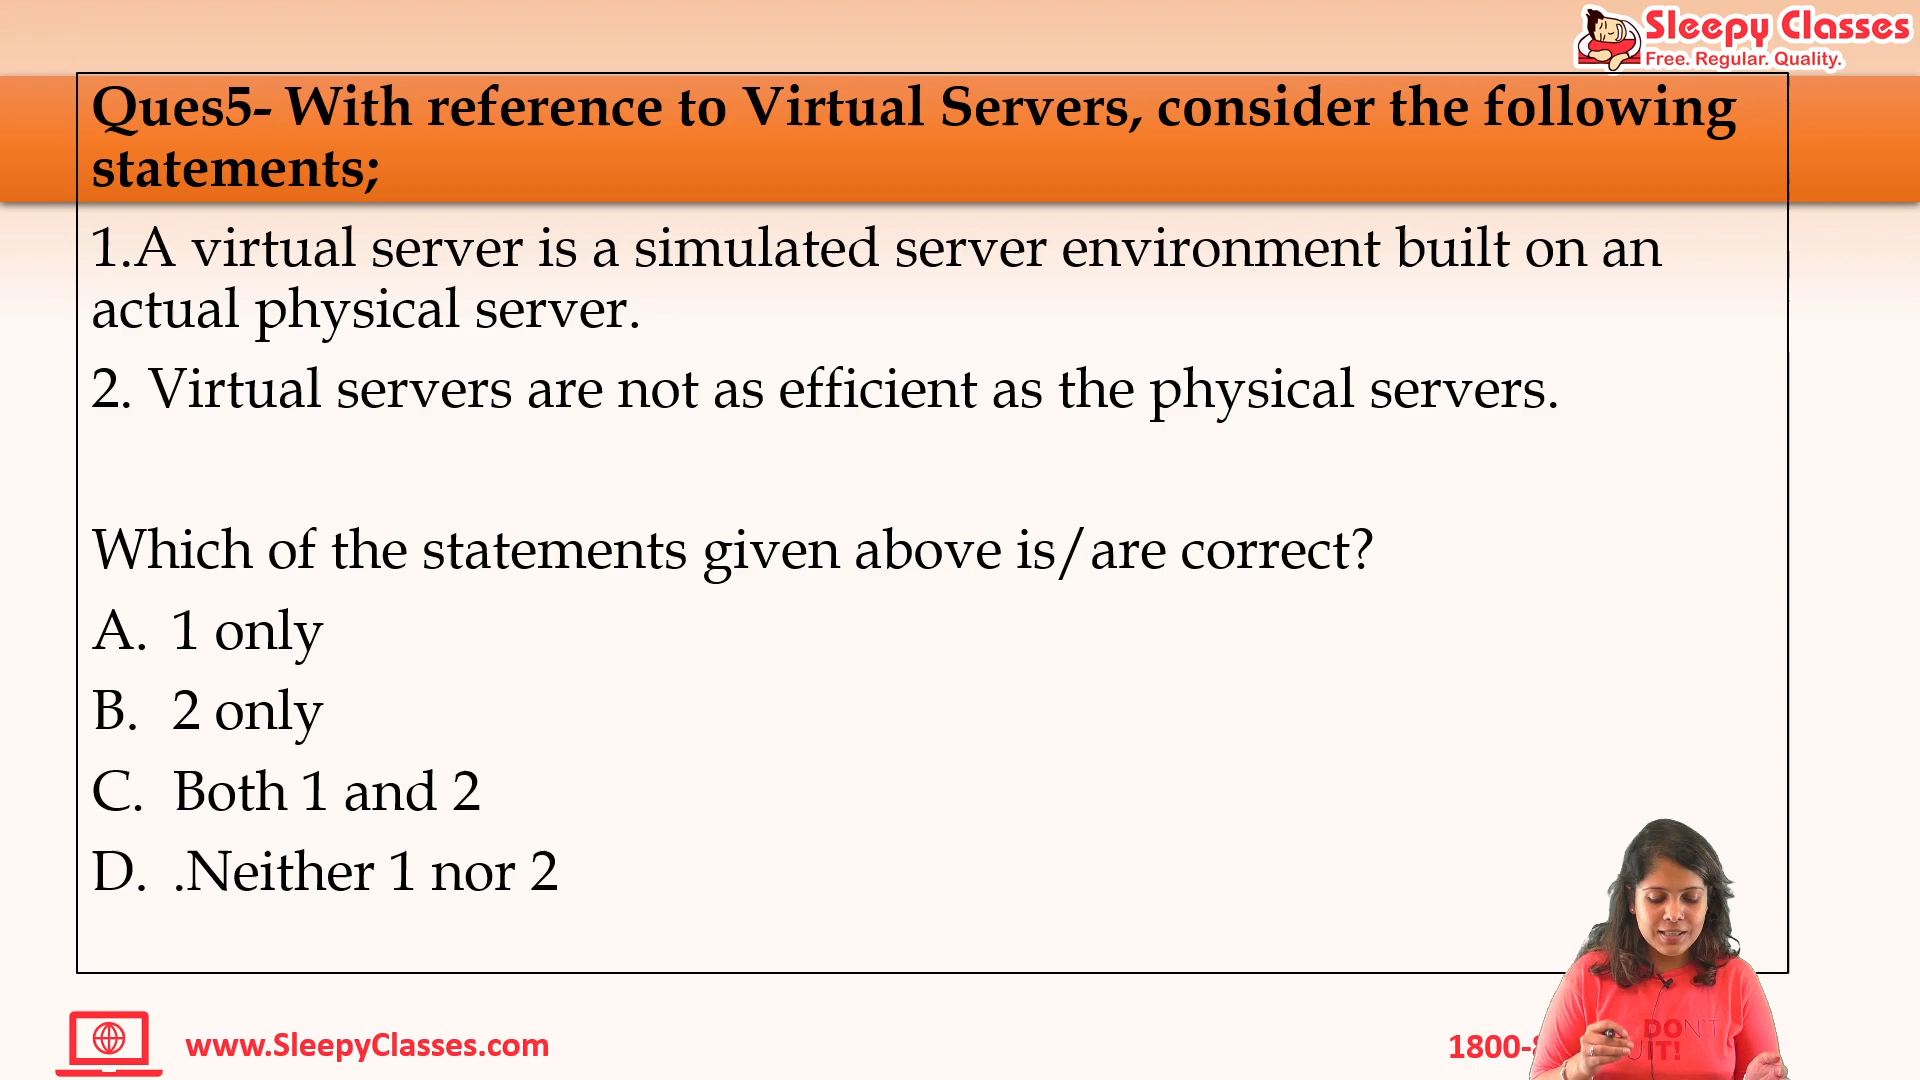 Sleepy Classes
Free. Regular. Quality.
Ques5- With reference to Virtual Servers, consider the following
statements;
1.A virtual server is a simulated server environment built on an
actual physical server.
2. Virtual servers are not as efficient as the physical servers.
Which of the statements given above is/are correct?
A. 1 only
B. 2 only
C. Both 1 and 2
D. .Neither 1 nor 2
www.SleepyClasses.com
1800-
DON'T
UIT!